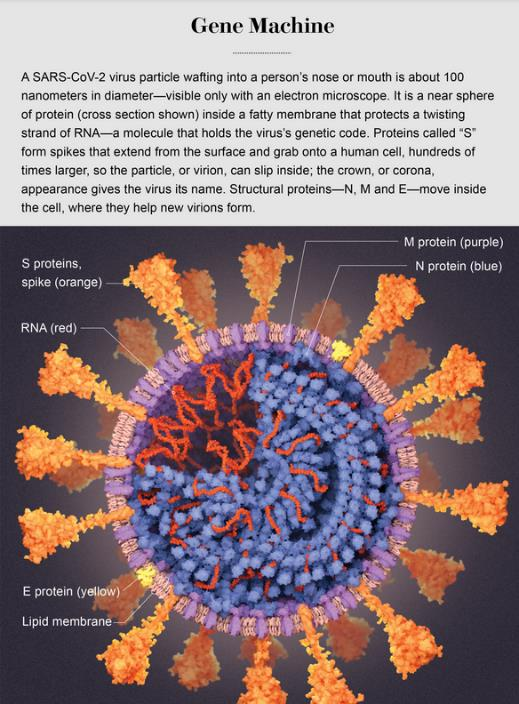 Gene Machine
A SARS-CoV-2 virus particle wafting into a person’s nose or mouth is about 100
nanometers in diameter—visible only with an electron microscope. It is a near sphere
of protein (cross section shown) inside a fatty membrane that protects a twisting
strand of RNA—a molecule that holds the virus’s genetic code. Proteins called “S”
form spikes that extend from the surface and grab onto a human cell, hundreds of
times larger, so the particle, or virion, can slip inside; the crown, or corona,
appearance gives the virus its name. Structural proteins—N, M and E—move inside
the cell, where they help new virions form.
M protein (purple)
S proteins,
spike (orange)
N protein (blue)
RNA (red)
E protein (yellow)
Lipid membrane